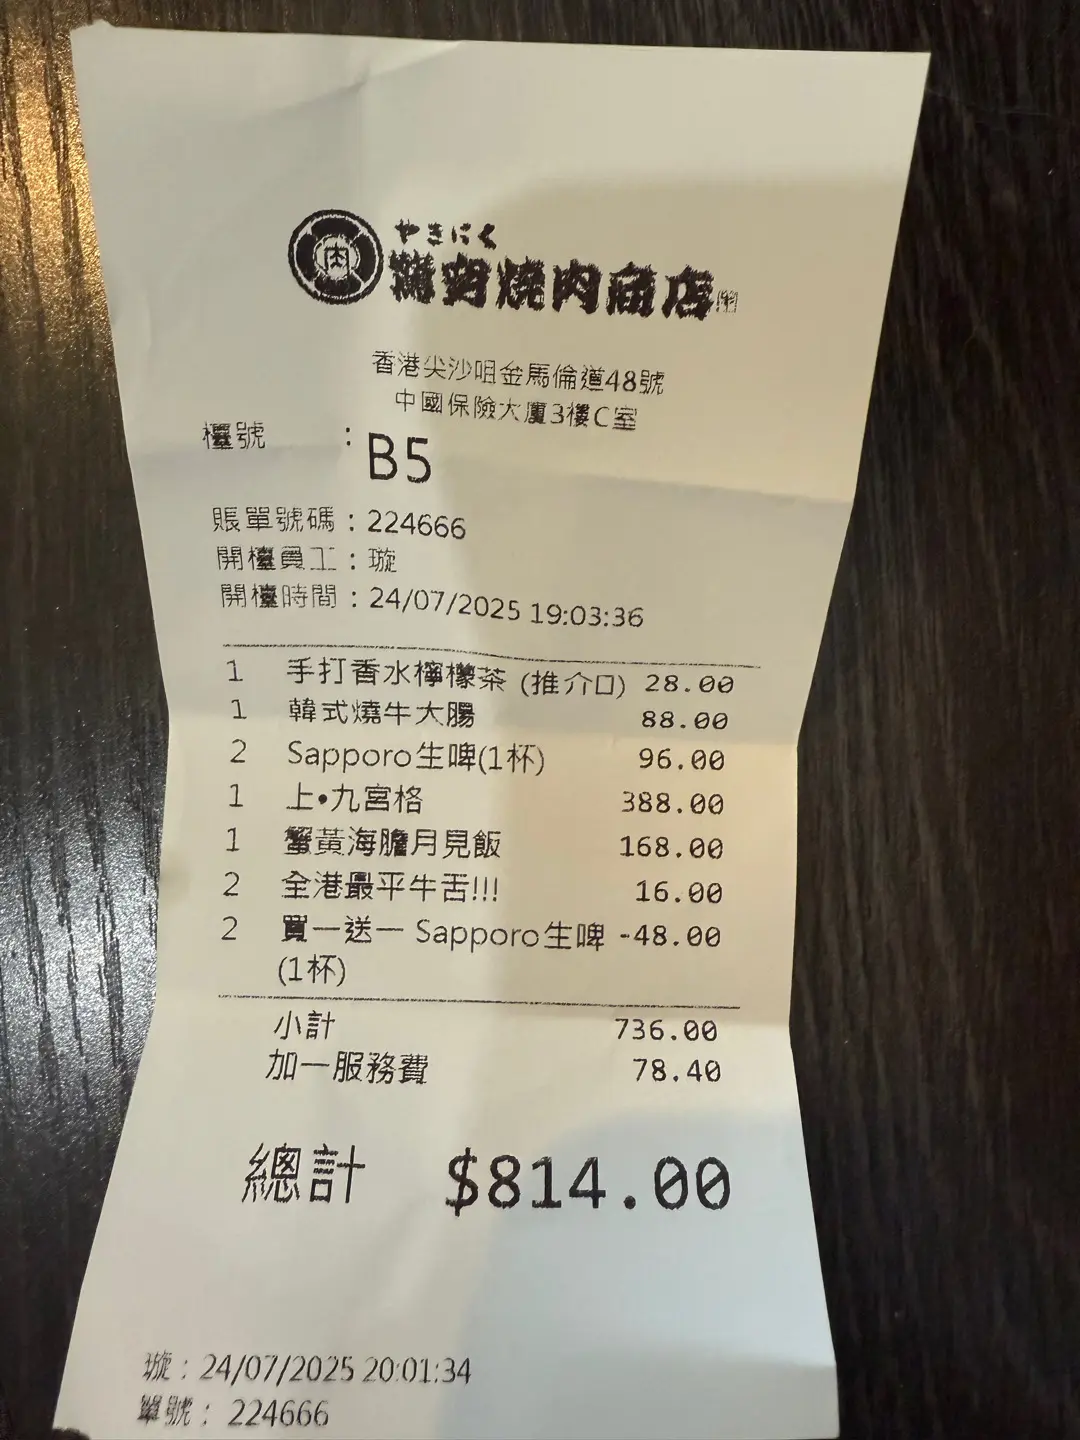 肉
やきにく
燒肉商店
香港尖沙咀金馬倫道48號
中國保險大廈3樓C室
檯號 : B5
賬單號碼 : 224666
開檯員工 : 璇
開檯時間 : 24/07/2025 19:03:36
1 手打香水檸檬茶 (推介口) 28.00
1 韓式燒牛大腸 88.00
2 Sapporo生啤(1杯) 96.00
1 上•九宮格 388.00
1 蟹黃海膽月見飯 168.00
2 全港最平牛舌!!! 16.00
2 買一送一 Sapporo生啤 -48.00
(1杯)
小計 736.00
加一服務費 78.40
總計 $814.00
璇 : 24/07/2025 20:01:34
單號 : 224666